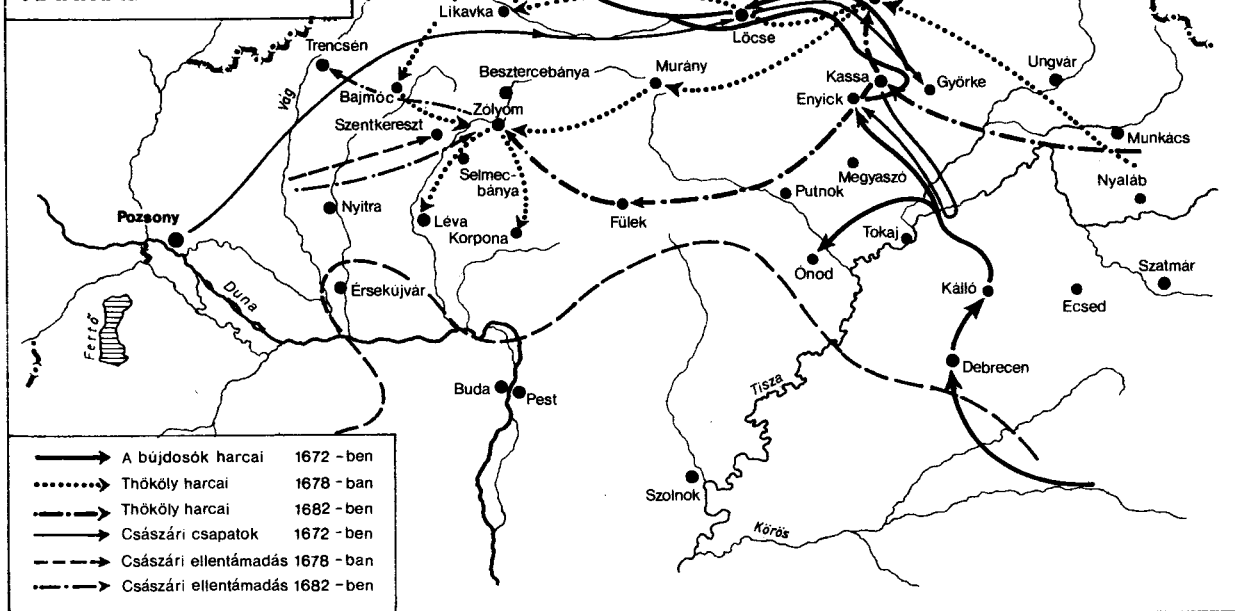 Likavka
Lőcse
Trencsén
Besztercebánya
Murány
Kassa
Ungvár
Vág
Bajmóc
Györke
Enyick
Zólyom
Szentkereszt
Munkács
Selmec-
bánya
Megyaszó
Nyaláb
Putnok
Nyitra
Fülek
Pozsony
Léva
Korpona
Tokaj
Ónod
Szatmár
Duna
Érsekújvár
Kálló
Ecsed
Fertő
Debrecen
Tisza
Buda
Pest
Szolnok
Körös
A bújdosók harcai 1672 -ben
Thököly harcai 1678 -ban
Thököly harcai 1682 -ben
Császári csapatok 1672 -ben
Császári ellentámadás 1678 -ban
Császári ellentámadás 1682 -ben